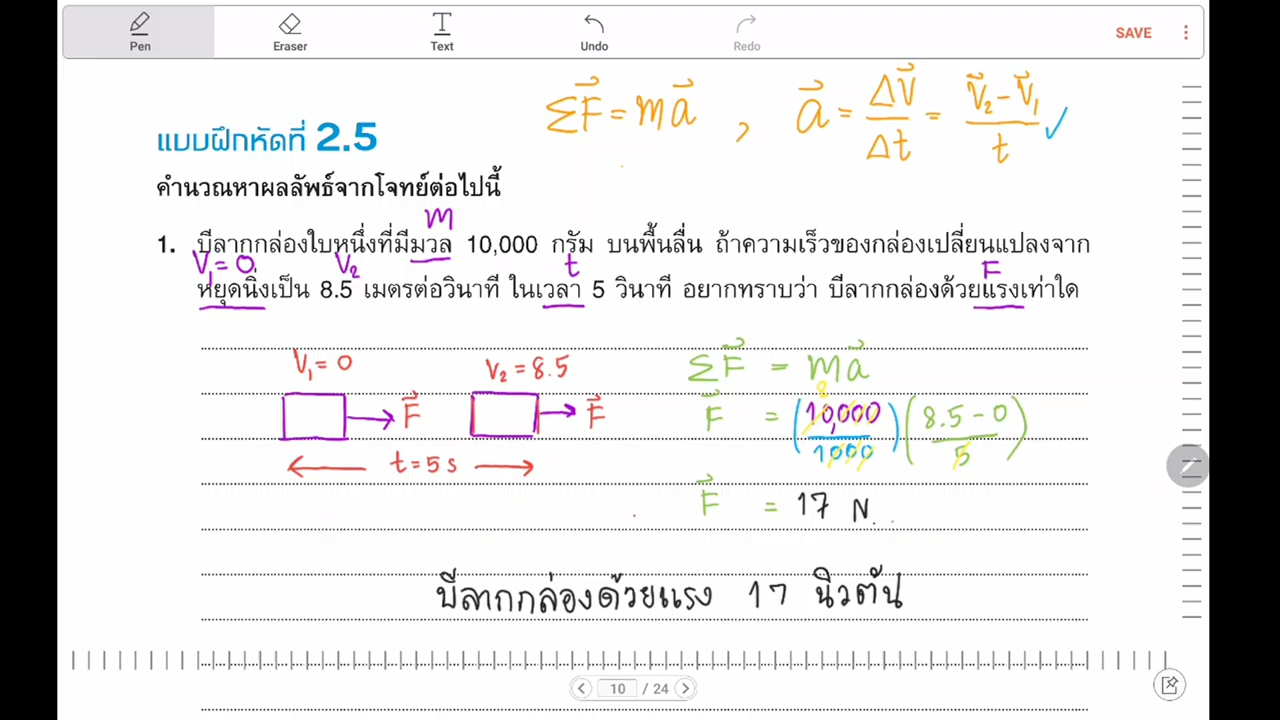 Pen Eraser Text Undo Redo SAVE
ΣF⃗ = ma⃗ , a⃗ = Δv⃗/Δt = (v⃗₂ − v⃗₁)/t ✓
แบบฝึกหัดที่ 2.5
คำนวณหาผลลัพธ์จากโจทย์ต่อไปนี้
m
1. บีลากกล่องใบหนึ่งที่มีมวล 10,000 กรัม บนพื้นลื่น ถ้าความเร็วของกล่องเปลี่ยนแปลงจาก
V₁ = 0 V₂ t F
หยุดนิ่งเป็น 8.5 เมตรต่อวินาที ในเวลา 5 วินาที อยากทราบว่า บีลากกล่องด้วยแรงเท่าใด
V₁ = 0 V₂ = 8.5 ΣF⃗ = ma⃗
F⃗ F⃗ F⃗ = (10,000/1000)((8.5 − 0)/5)
t = 5 s
F⃗ = 17 N
บีลากกล่องด้วยแรง 17 นิวตัน
10 / 24